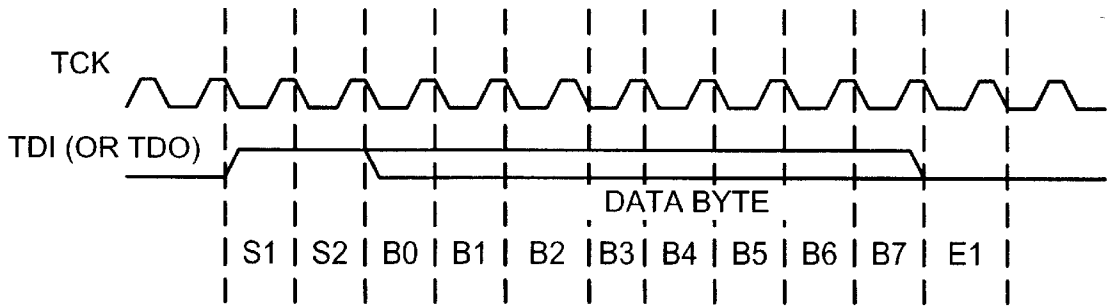 TCK
TDI (OR TDO)
DATA BYTE
S1 S2 B0 B1 B2 B3 B4 B5 B6 B7 E1